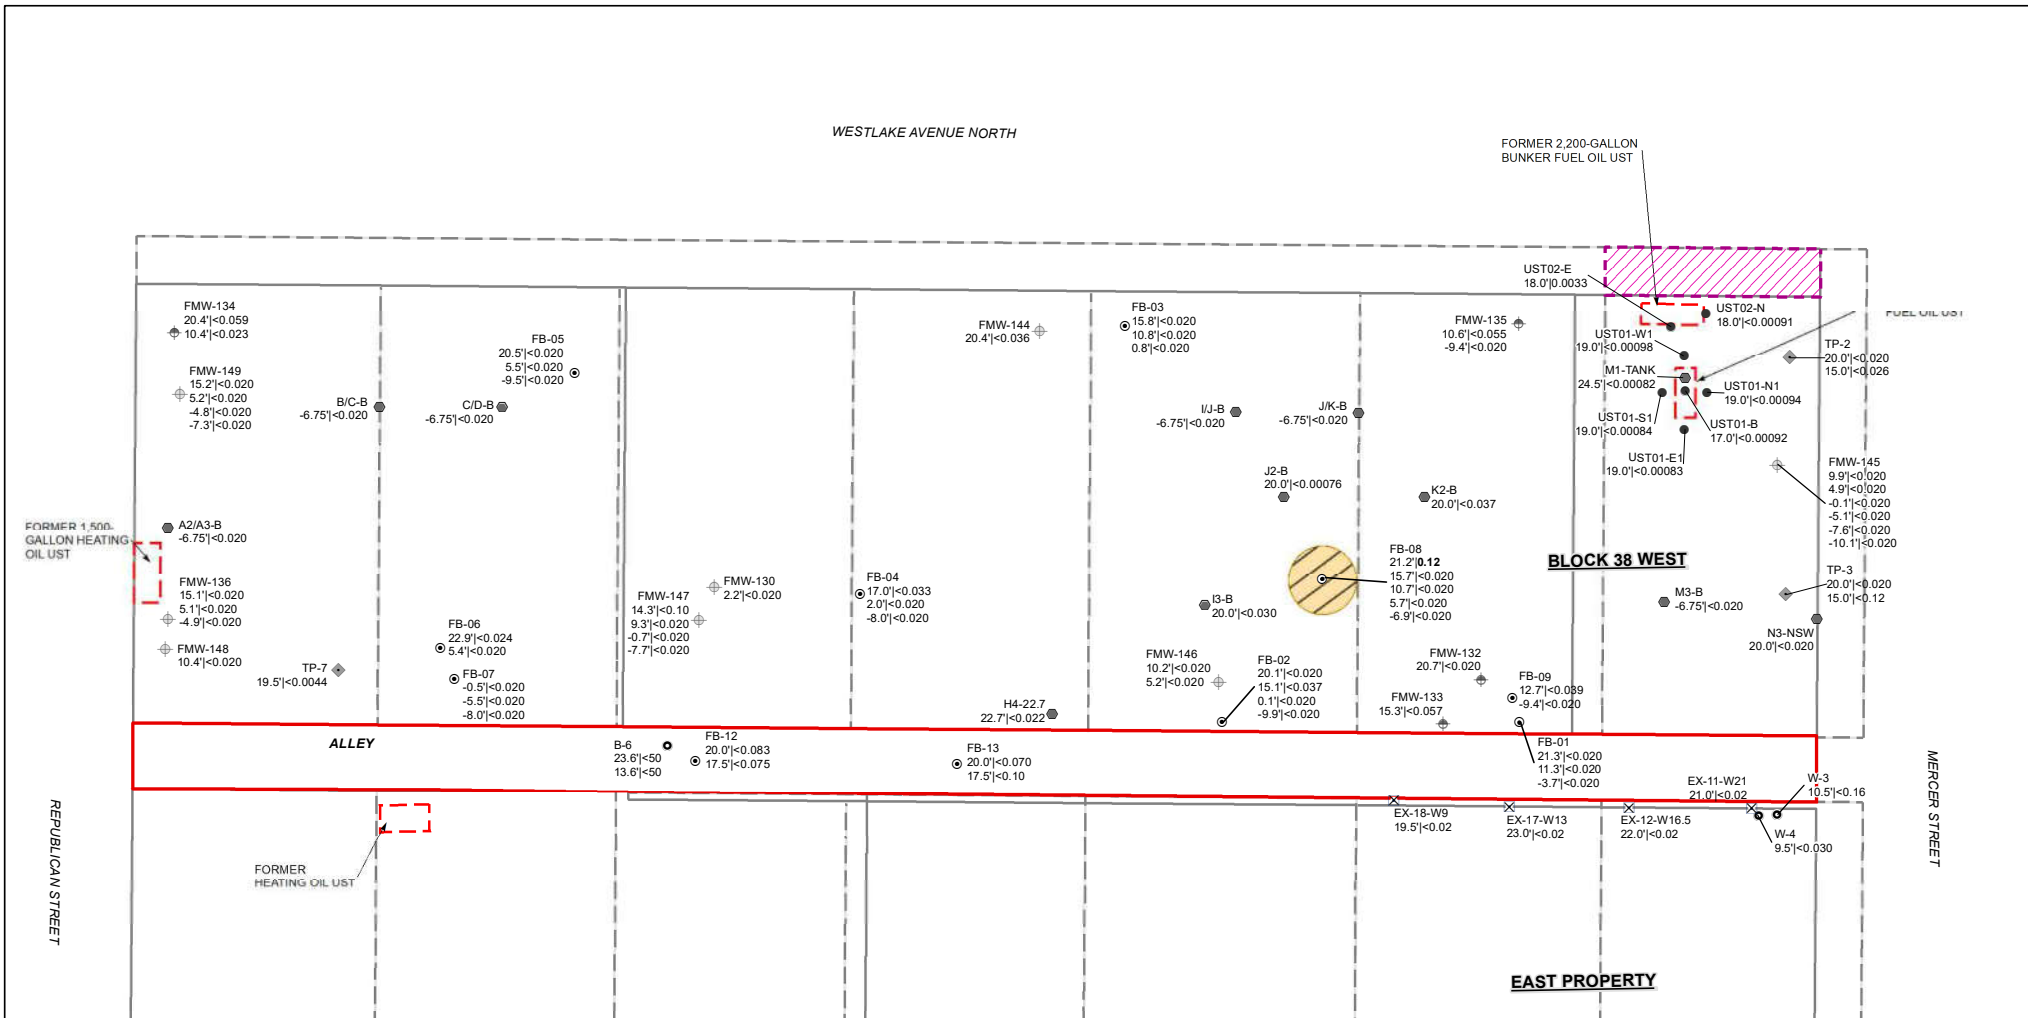 WESTLAKE AVENUE NORTH
FORMER 2,200-GALLON
BUNKER FUEL OIL UST
UST02-E
18.0'|0.0033
UST02-N
18.0'|<0.00091
FUEL OIL UST
UST01-W1
19.0'|<0.00098
TP-2
20.0'|<0.020
15.0'|<0.026
M1-TANK
24.5'|<0.00082
UST01-N1
19.0'|<0.00094
UST01-S1
19.0'|<0.00084
UST01-B
17.0'|<0.00092
UST01-E1
19.0'|<0.00083
FMW-145
9.9'|<0.020
4.9'|<0.020
-0.1'|<0.020
-5.1'|<0.020
-7.6'|<0.020
-10.1'|<0.020
FMW-134
20.4'|<0.059
10.4'|<0.023
FMW-149
15.2'|<0.020
5.2'|<0.020
-4.8'|<0.020
-7.3'|<0.020
B/C-B
-6.75'|<0.020
C/D-B
-6.75'|<0.020
FB-05
20.5'|<0.020
5.5'|<0.020
-9.5'|<0.020
FMW-144
20.4'|<0.036
FB-03
15.8'|<0.020
10.8'|<0.020
0.8'|<0.020
FMW-135
10.6'|<0.055
-9.4'|<0.020
I/J-B
-6.75'|<0.020
J/K-B
-6.75'|<0.020
J2-B
20.0'|<0.00076
K2-B
20.0'|<0.037
FORMER 1,500-
GALLON HEATING
OIL UST
A2/A3-B
-6.75'|<0.020
FMW-136
15.1'|<0.020
5.1'|<0.020
-4.9'|<0.020
FMW-148
10.4'|<0.020
TP-7
19.5'|<0.0044
FB-06
22.9'|<0.024
5.4'|<0.020
FB-07
-0.5'|<0.020
-5.5'|<0.020
-8.0'|<0.020
FMW-147
14.3'|<0.10
9.3'|<0.020
-0.7'|<0.020
-7.7'|<0.020
FMW-130
2.2'|<0.020
FB-04
17.0'|<0.033
2.0'|<0.020
-8.0'|<0.020
H4-22.7
22.7'|<0.022
I3-B
20.0'|<0.030
FMW-146
10.2'|<0.020
5.2'|<0.020
FB-02
20.1'|<0.020
15.1'|<0.037
0.1'|<0.020
-9.9'|<0.020
FB-08
21.2'|0.12
15.7'|<0.020
10.7'|<0.020
5.7'|<0.020
-6.9'|<0.020
FMW-132
20.7'|<0.020
FMW-133
15.3'|<0.057
FB-09
12.7'|<0.039
-9.4'|<0.020
BLOCK 38 WEST
M3-B
-6.75'|<0.020
TP-3
20.0'|<0.020
15.0'|<0.12
N3-NSW
20.0'|<0.020
ALLEY
B-6
23.6'|<50
13.6'|<50
FB-12
20.0'|<0.083
17.5'|<0.075
FB-13
20.0'|<0.070
17.5'|<0.10
FB-01
21.3'|<0.020
11.3'|<0.020
-3.7'|<0.020
EX-11-W21
21.0'|<0.02
W-3
10.5'|<0.16
EX-18-W9
19.5'|<0.02
EX-17-W13
23.0'|<0.02
EX-12-W16.5
22.0'|<0.02
W-4
9.5'|<0.030
FORMER
HEATING OIL UST
REPUBLICAN STREET
MERCER STREET
EAST PROPERTY